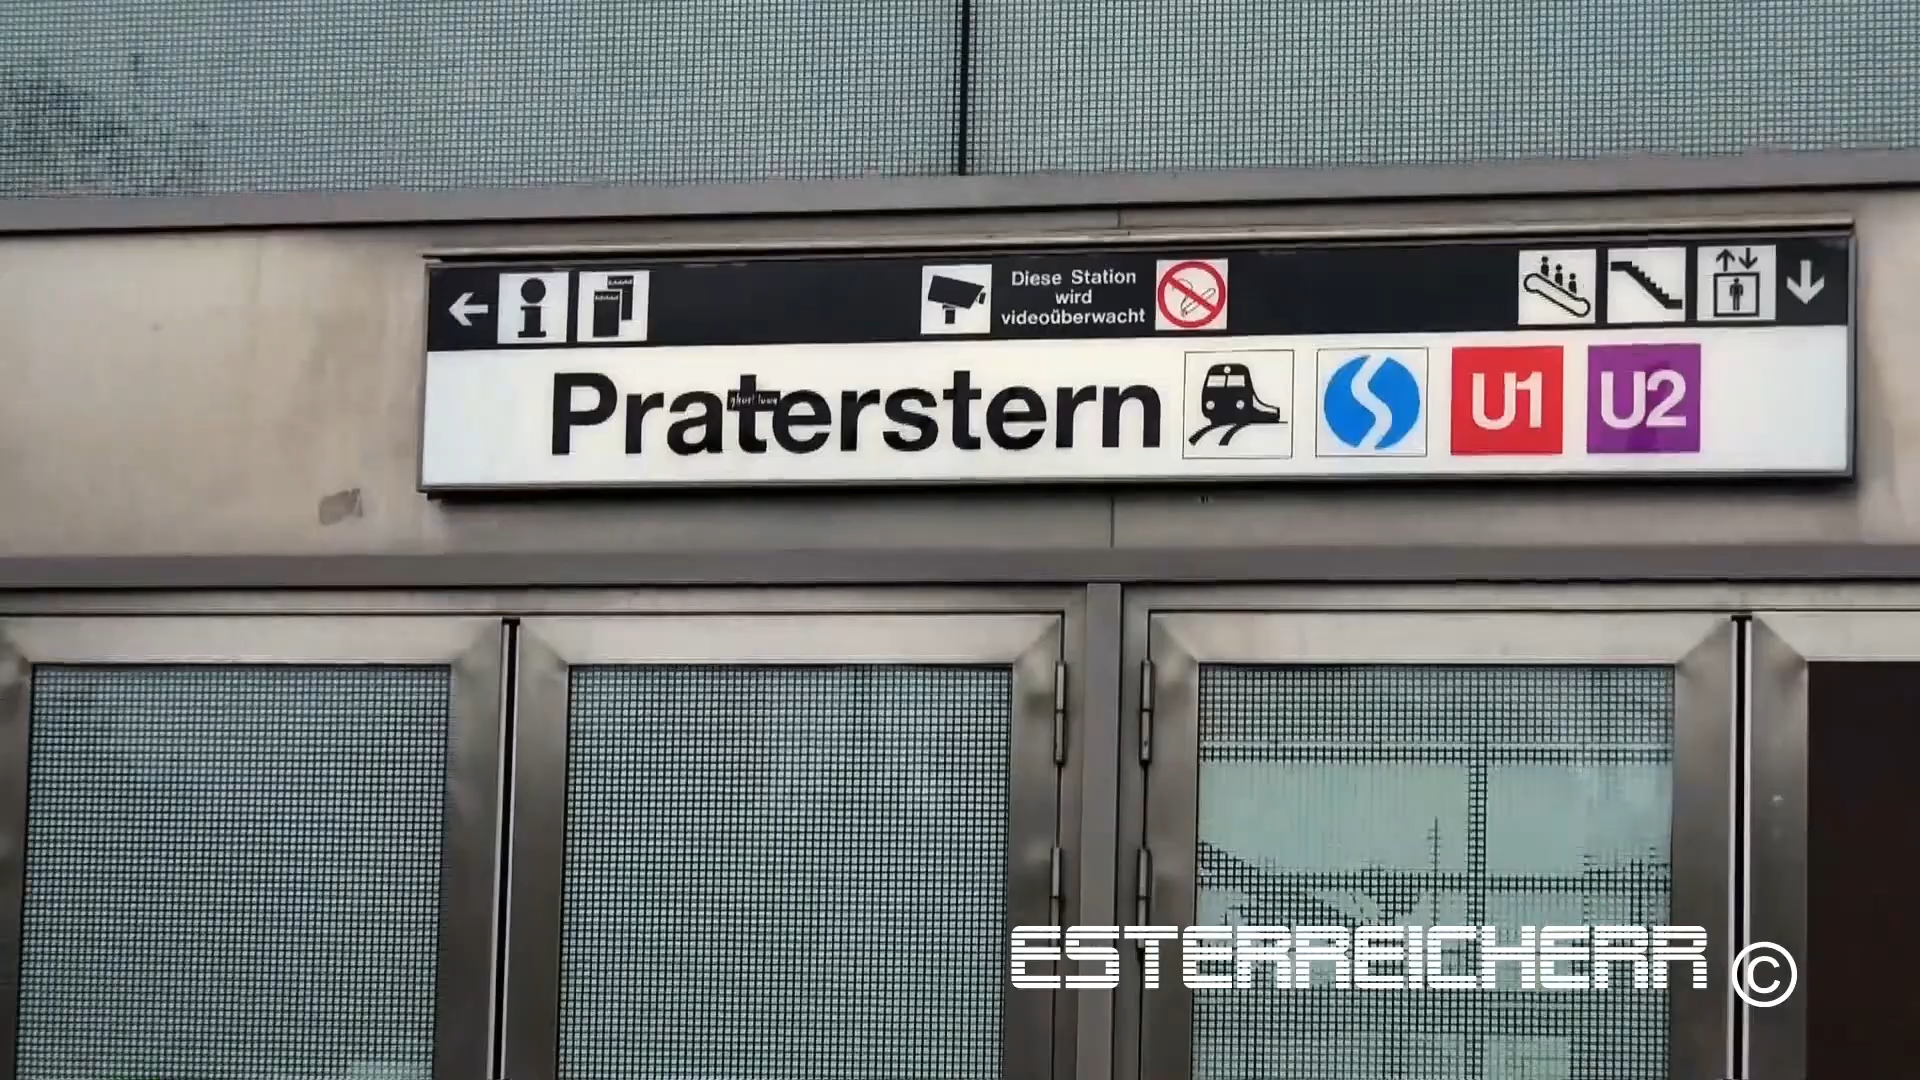 Diese Station
wird
videoüberwacht
Praterstern
U1
U2
ESTERREICHERR ©